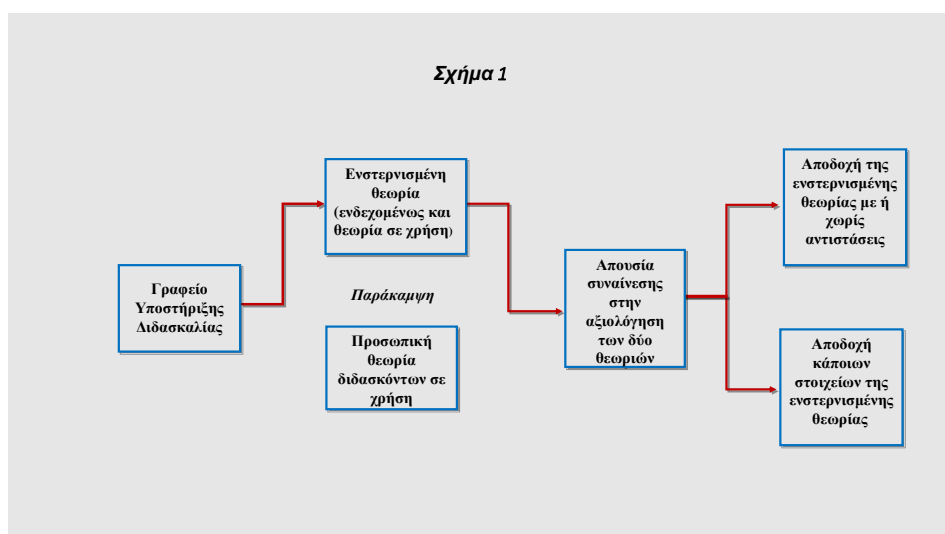 Σχήμα 1
Γραφείο
Υποστήριξης
Διδασκαλίας
Ενστερνισμένη
θεωρία
(ενδεχομένως και
θεωρία σε χρήση)
Παράκαμψη
Προσωπική
θεωρία
διδασκόντων σε
χρήση
Απουσία
συναίνεσης
στην
αξιολόγηση
των δύο
θεωριών
Αποδοχή της
ενστερνισμένης
θεωρίας με ή
χωρίς
αντιστάσεις
Αποδοχή
κάποιων
στοιχείων της
ενστερνισμένης
θεωρίας